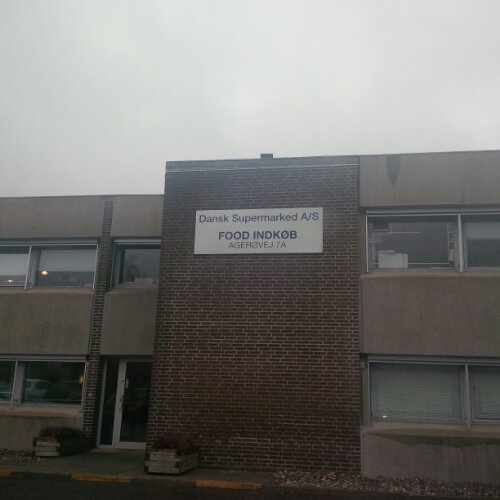 Dansk Supermarked A/S
FOOD INDKØB
AGERØVEJ 7A